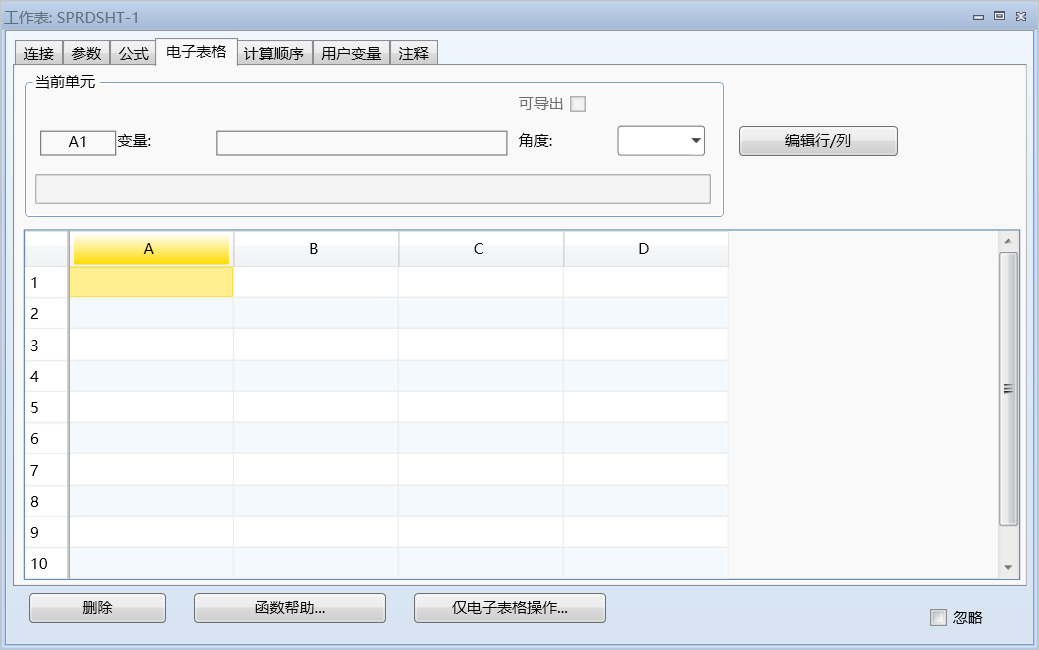 工作表: SPRDSHT-1
连接 参数 公式 电子表格 计算顺序 用户变量 注释
当前单元
可导出
A1 变量: 角度: 编辑行/列
A B C D
1
2
3
4
5
6
7
8
9
10
删除 函数帮助... 仅电子表格操作...
忽略